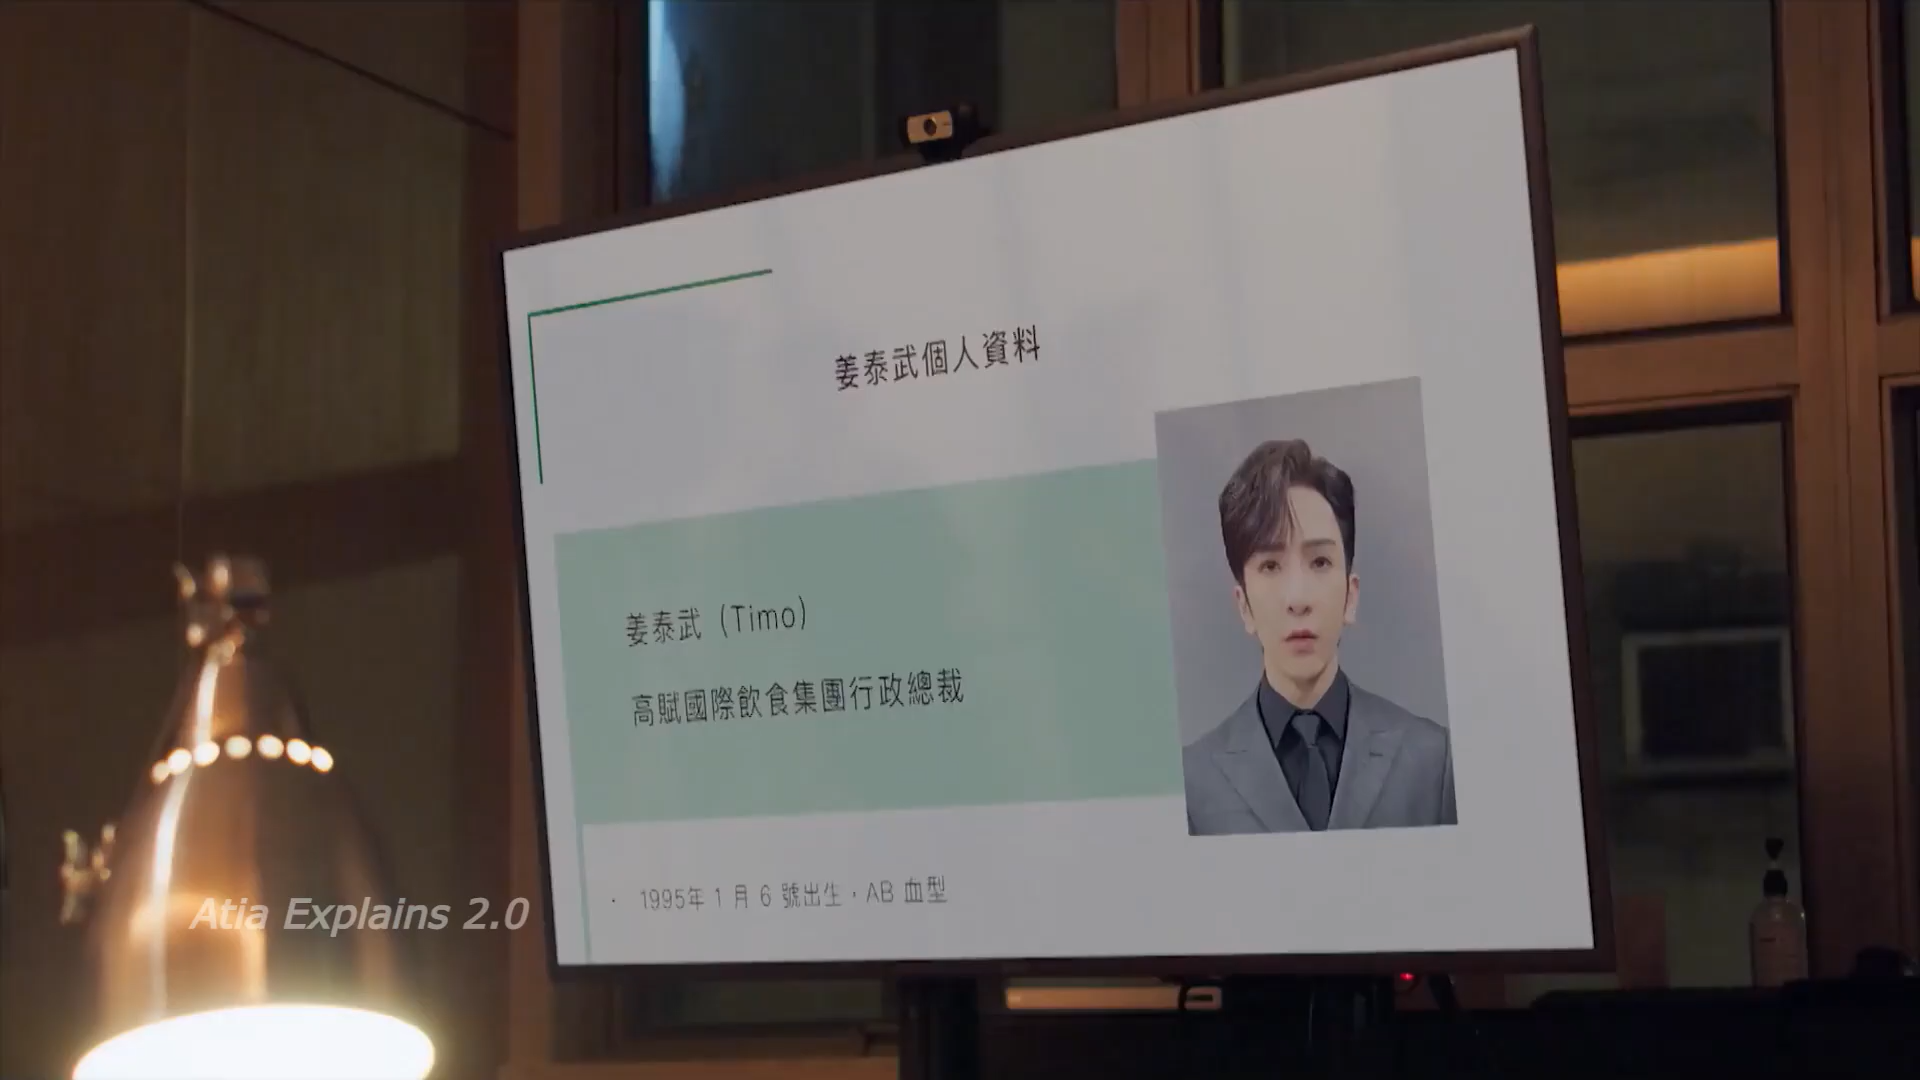 姜泰武個人資料
姜泰武（Timo）
高賦國際飲食集團行政總裁
· 1995年 1 月 6 號出生，AB 血型
Atia Explains 2.0